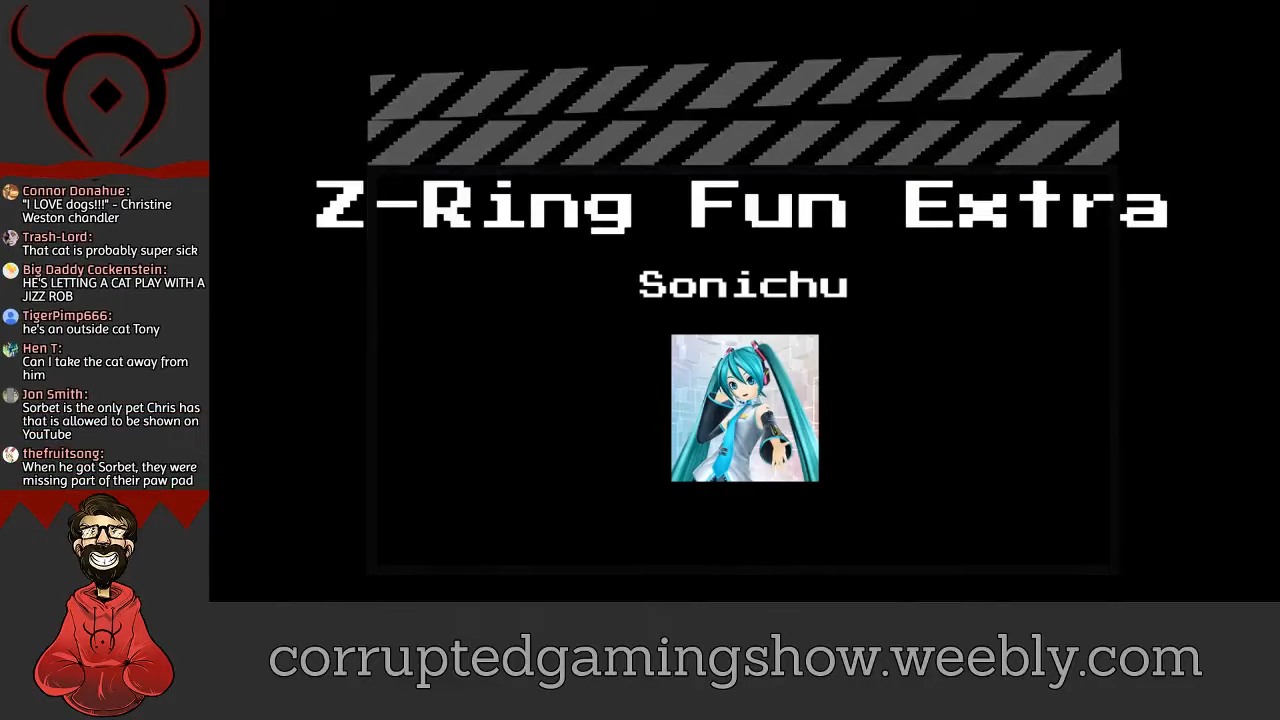 Connor Donahue:
"I LOVE dogs!!!" - Christine
Weston chandler
Trash-Lord:
That cat is probably super sick
Big Daddy Cockenstein:
HE'S LETTING A CAT PLAY WITH A
JIZZ ROB
TigerPimp666:
he's an outside cat Tony
Hen T:
Can I take the cat away from
him
Jon Smith:
Sorbet is the only pet Chris has
that is allowed to be shown on
YouTube
thefruitsong:
When he got Sorbet, they were
missing part of their paw pad
Z-Ring Fun Extra
Sonichu
corruptedgamingshow.weebly.com